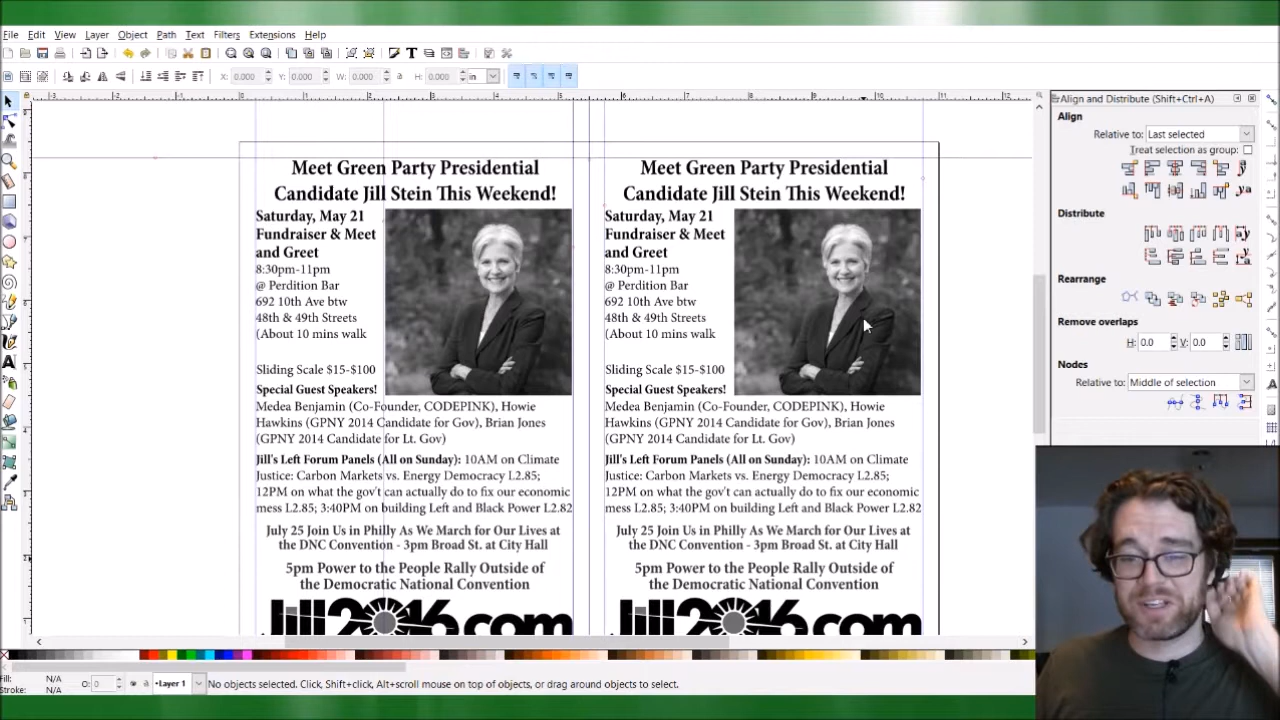 File Edit View Layer Object Path Text Filters Extensions Help
X: 0.000 Y: 0.000 W: 0.000 H: 0.000 in
Align and Distribute (Shift+Ctrl+A)
Align
Relative to: Last selected
Treat selection as group:
Distribute
Rearrange
Remove overlaps
H: 0.0 V: 0.0
Nodes
Relative to: Middle of selection
Meet Green Party Presidential
Candidate Jill Stein This Weekend!
Saturday, May 21
Fundraiser & Meet
and Greet
8:30pm-11pm
@ Perdition Bar
692 10th Ave btw
48th & 49th Streets
(About 10 mins walk
Sliding Scale $15-$100
Special Guest Speakers!
Medea Benjamin (Co-Founder, CODEPINK), Howie
Hawkins (GPNY 2014 Candidate for Gov), Brian Jones
(GPNY 2014 Candidate for Lt. Gov)
Jill's Left Forum Panels (All on Sunday): 10AM on Climate
Justice: Carbon Markets vs. Energy Democracy L2.85;
12PM on what the gov't can actually do to fix our economic
mess L2.85; 3:40PM on building Left and Black Power L2.82
July 25 Join Us in Philly As We March for Our Lives at
the DNC Convention - 3pm Broad St. at City Hall
5pm Power to the People Rally Outside of
the Democratic National Convention
Jill2016.com
Meet Green Party Presidential
Candidate Jill Stein This Weekend!
Saturday, May 21
Fundraiser & Meet
and Greet
8:30pm-11pm
@ Perdition Bar
692 10th Ave btw
48th & 49th Streets
(About 10 mins walk
Sliding Scale $15-$100
Special Guest Speakers!
Medea Benjamin (Co-Founder, CODEPINK), Howie
Hawkins (GPNY 2014 Candidate for Gov), Brian Jones
(GPNY 2014 Candidate for Lt. Gov)
Jill's Left Forum Panels (All on Sunday): 10AM on Climate
Justice: Carbon Markets vs. Energy Democracy L2.85;
12PM on what the gov't can actually do to fix our economic
mess L2.85; 3:40PM on building Left and Black Power L2.82
July 25 Join Us in Philly As We March for Our Lives at
the DNC Convention - 3pm Broad St. at City Hall
5pm Power to the People Rally Outside of
the Democratic National Convention
Jill2016.com
Fill: N/A
Stroke: N/A
O: 0
Layer 1
No objects selected. Click, Shift+click, Alt+scroll mouse on top of objects, or drag around objects to select.